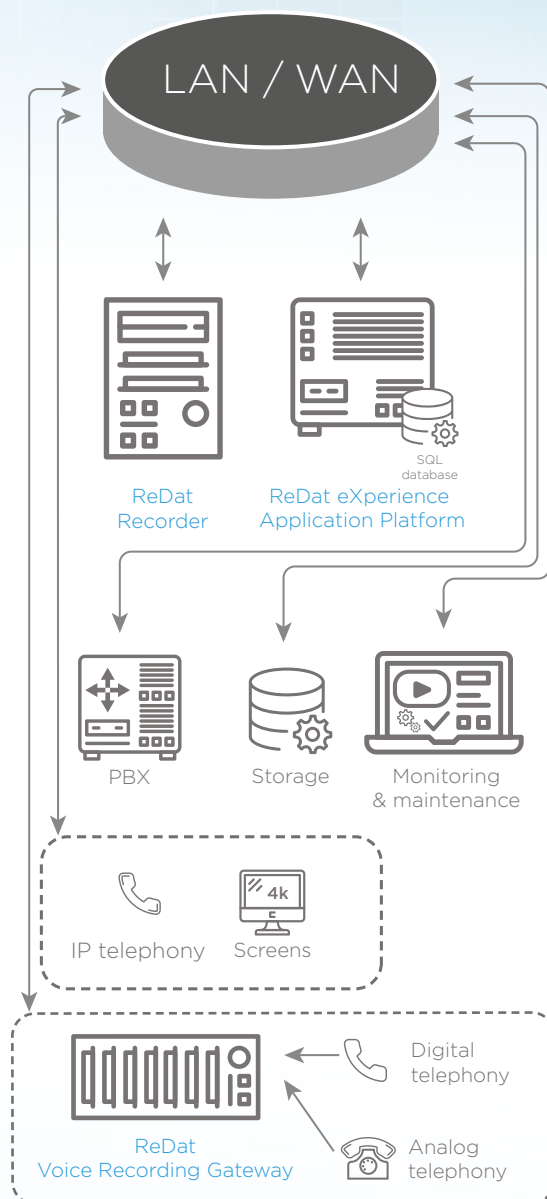 LAN / WAN
SQL
database
ReDat
Recorder
ReDat eXperience
Application Platform
PBX
Storage
Monitoring
& maintenance
4k
IP telephony
Screens
Digital
telephony
ReDat
Voice Recording Gateway
Analog
telephony